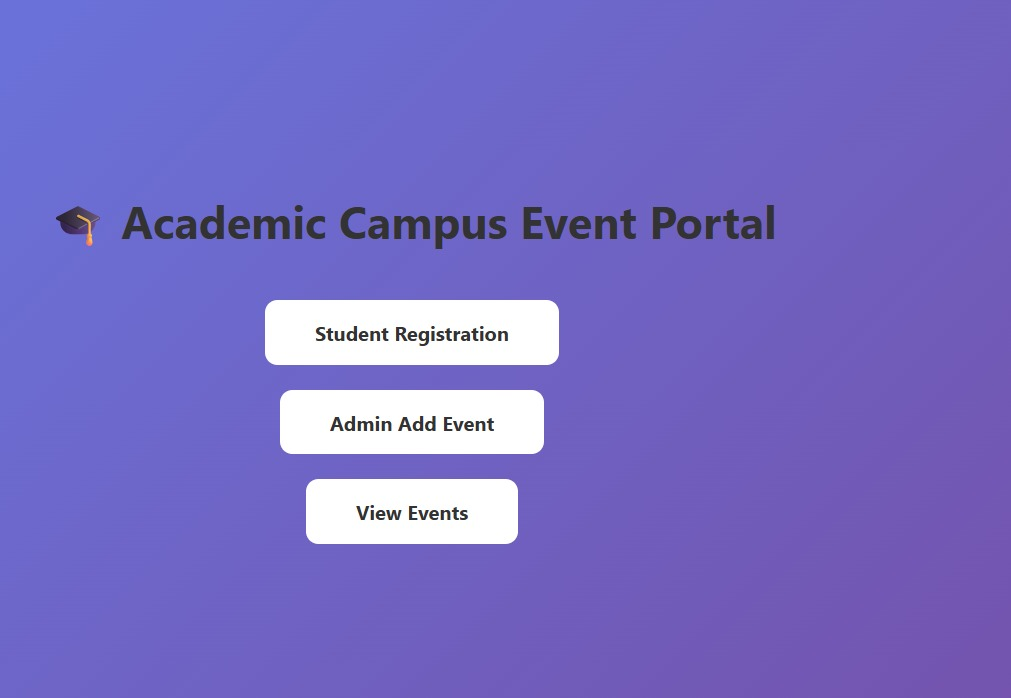 🎓 Academic Campus Event Portal
Student Registration
Admin Add Event
View Events